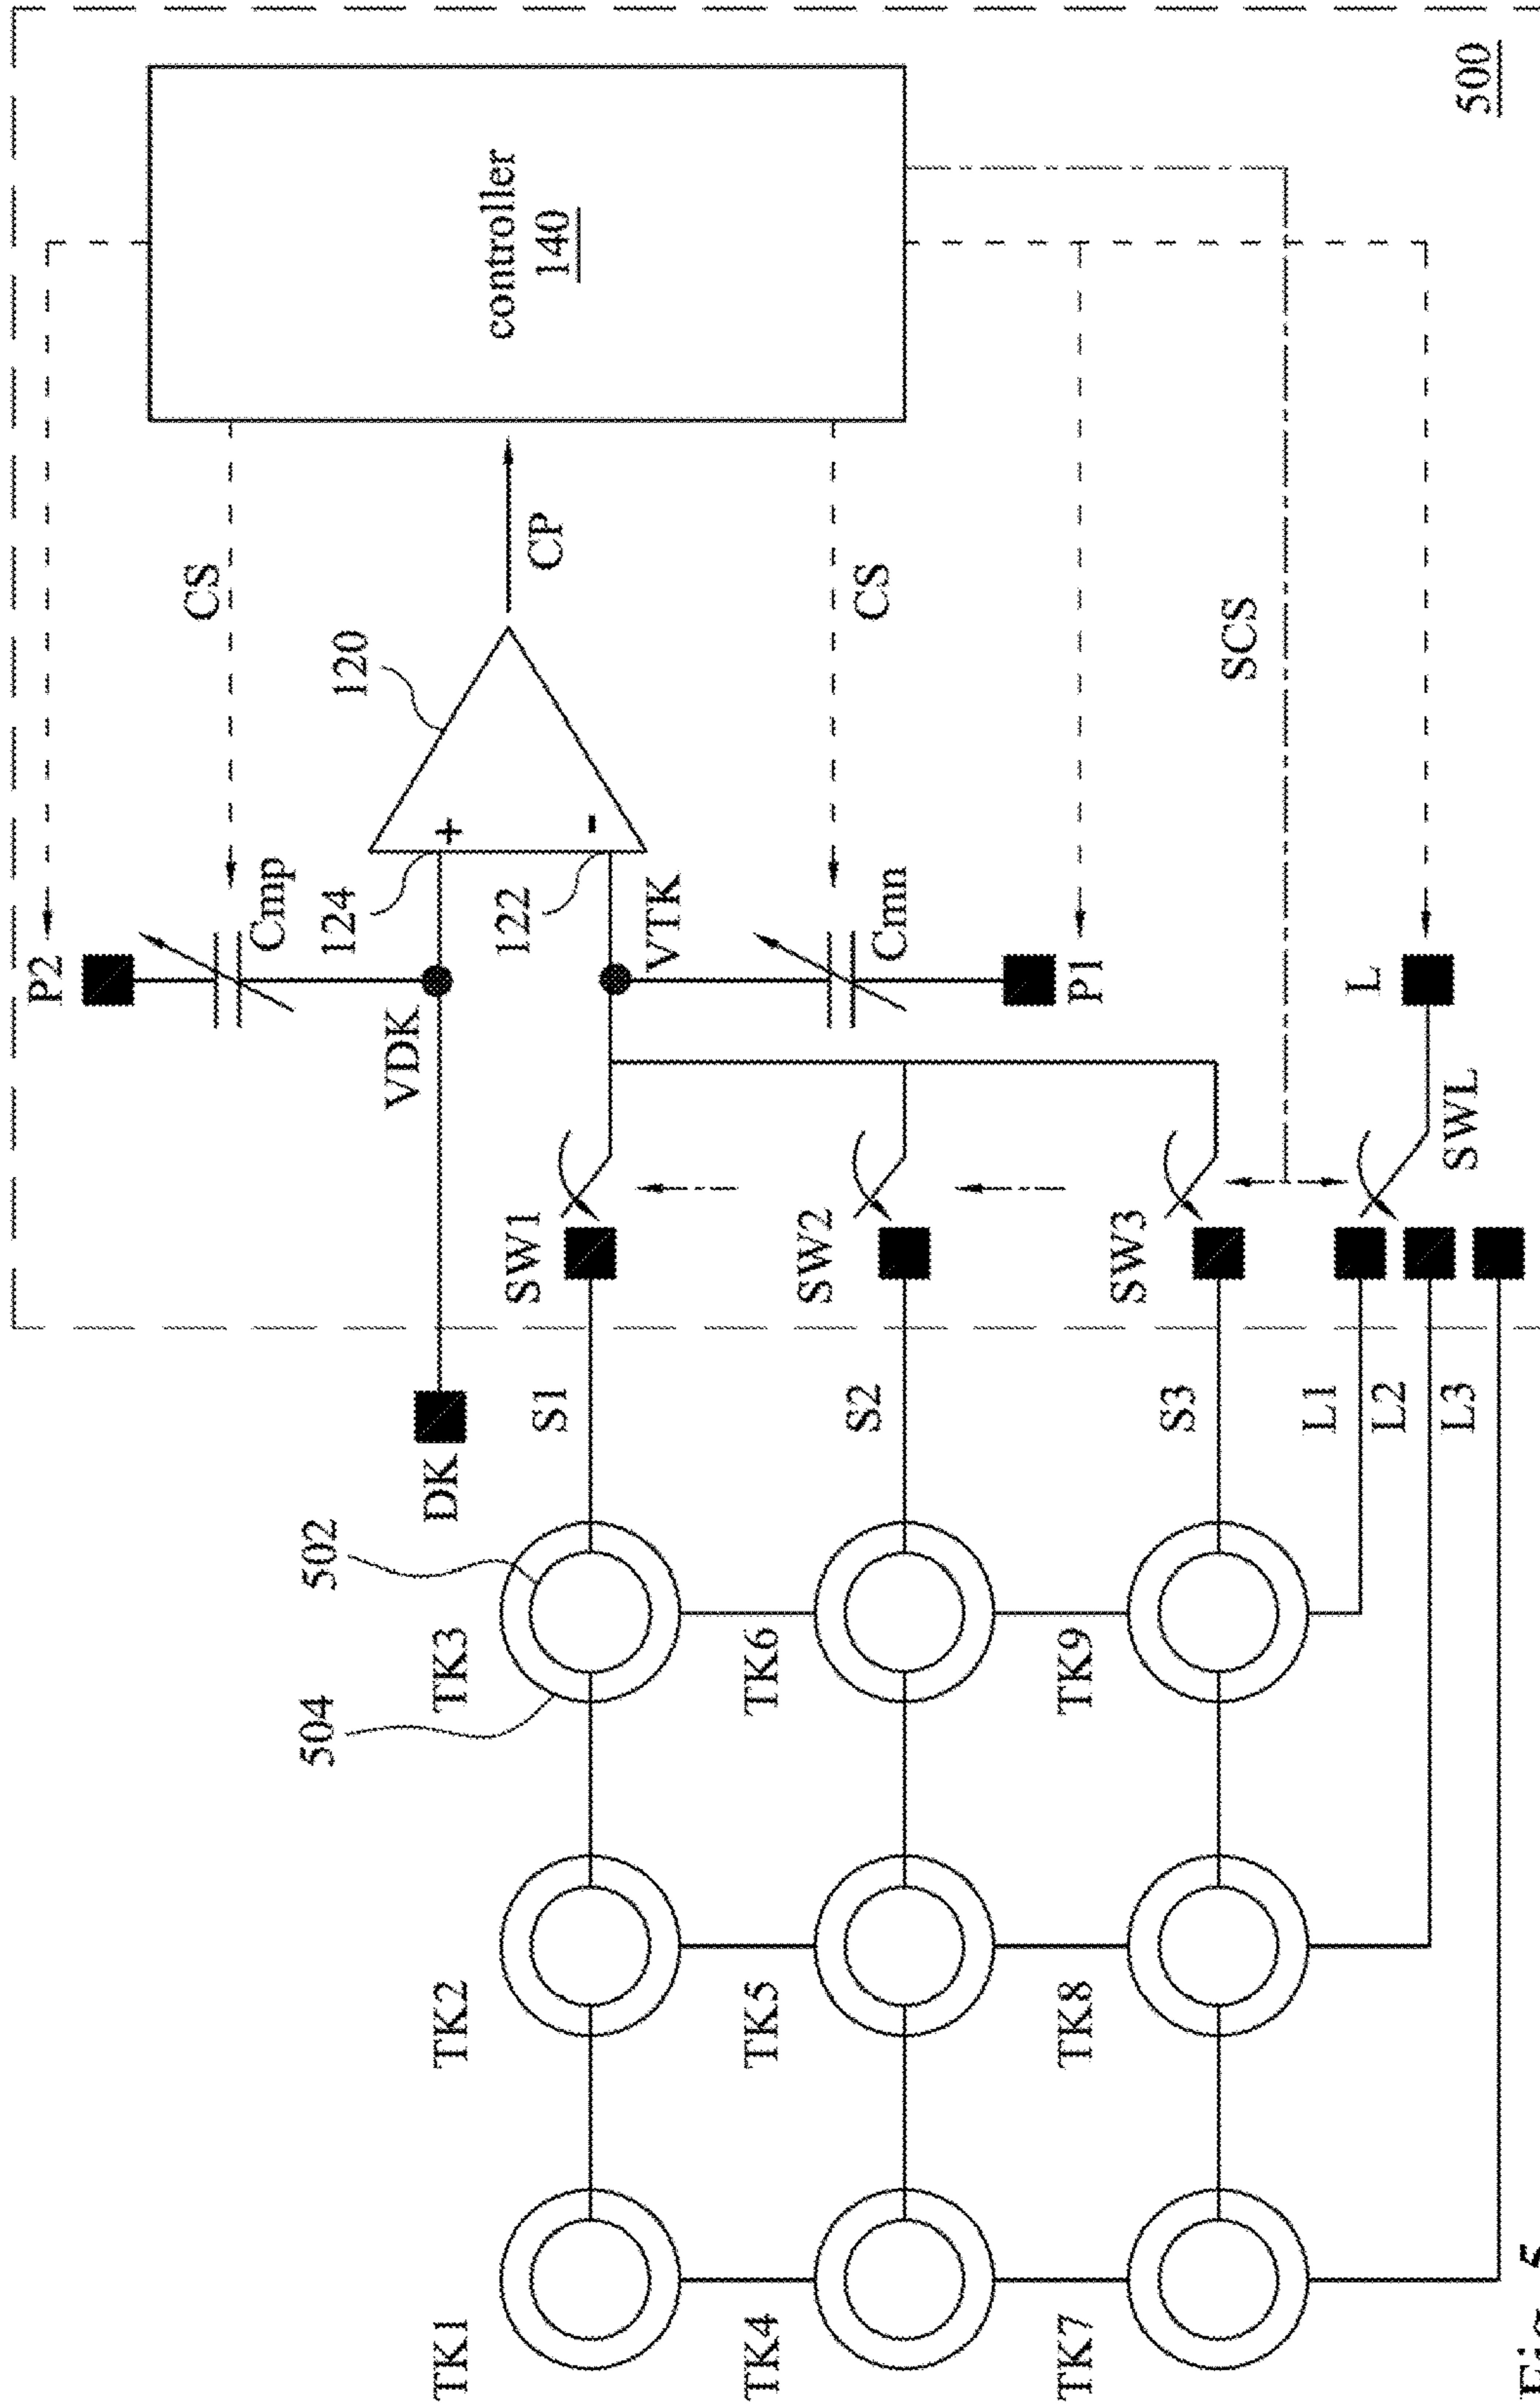 P2
CS
Cmp
504
502
124
120
VDK
TK1
TK2
TK3
DK
controller
140
122
SW1
S1
CP
VTK
TK4
TK5
TK6
SW2
S2
CS
Cmn
TK7
TK8
TK9
P1
SW3
S3
SCS
L1
L
L2
L3
SWL
500
Fig. 5